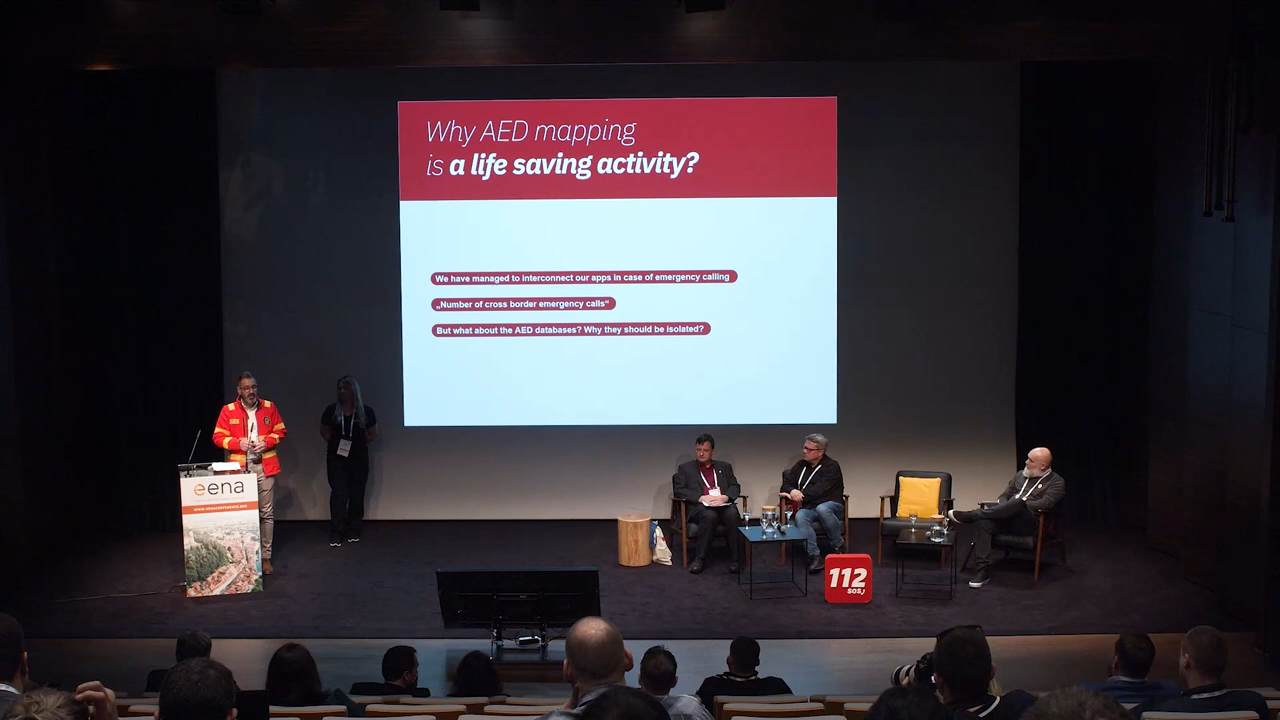 Why AED mapping
is a life saving activity?
We have managed to interconnect our apps in case of emergency calling
„Number of cross border emergency calls“
But what about the AED databases? Why they should be isolated?
eena
112
SOS